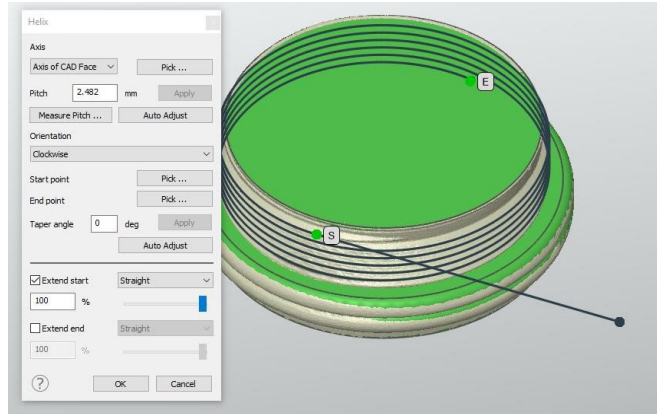 Helix
Axis
Axis of CAD Face Pick ...
Pitch 2.482 mm Apply
Measure Pitch ... Auto Adjust
Orientation
Clockwise
Start point Pick ...
End point Pick ...
Taper angle 0 deg Apply
Auto Adjust
Extend start Straight
100 %
Extend end Straight
100 %
? OK Cancel
E
S